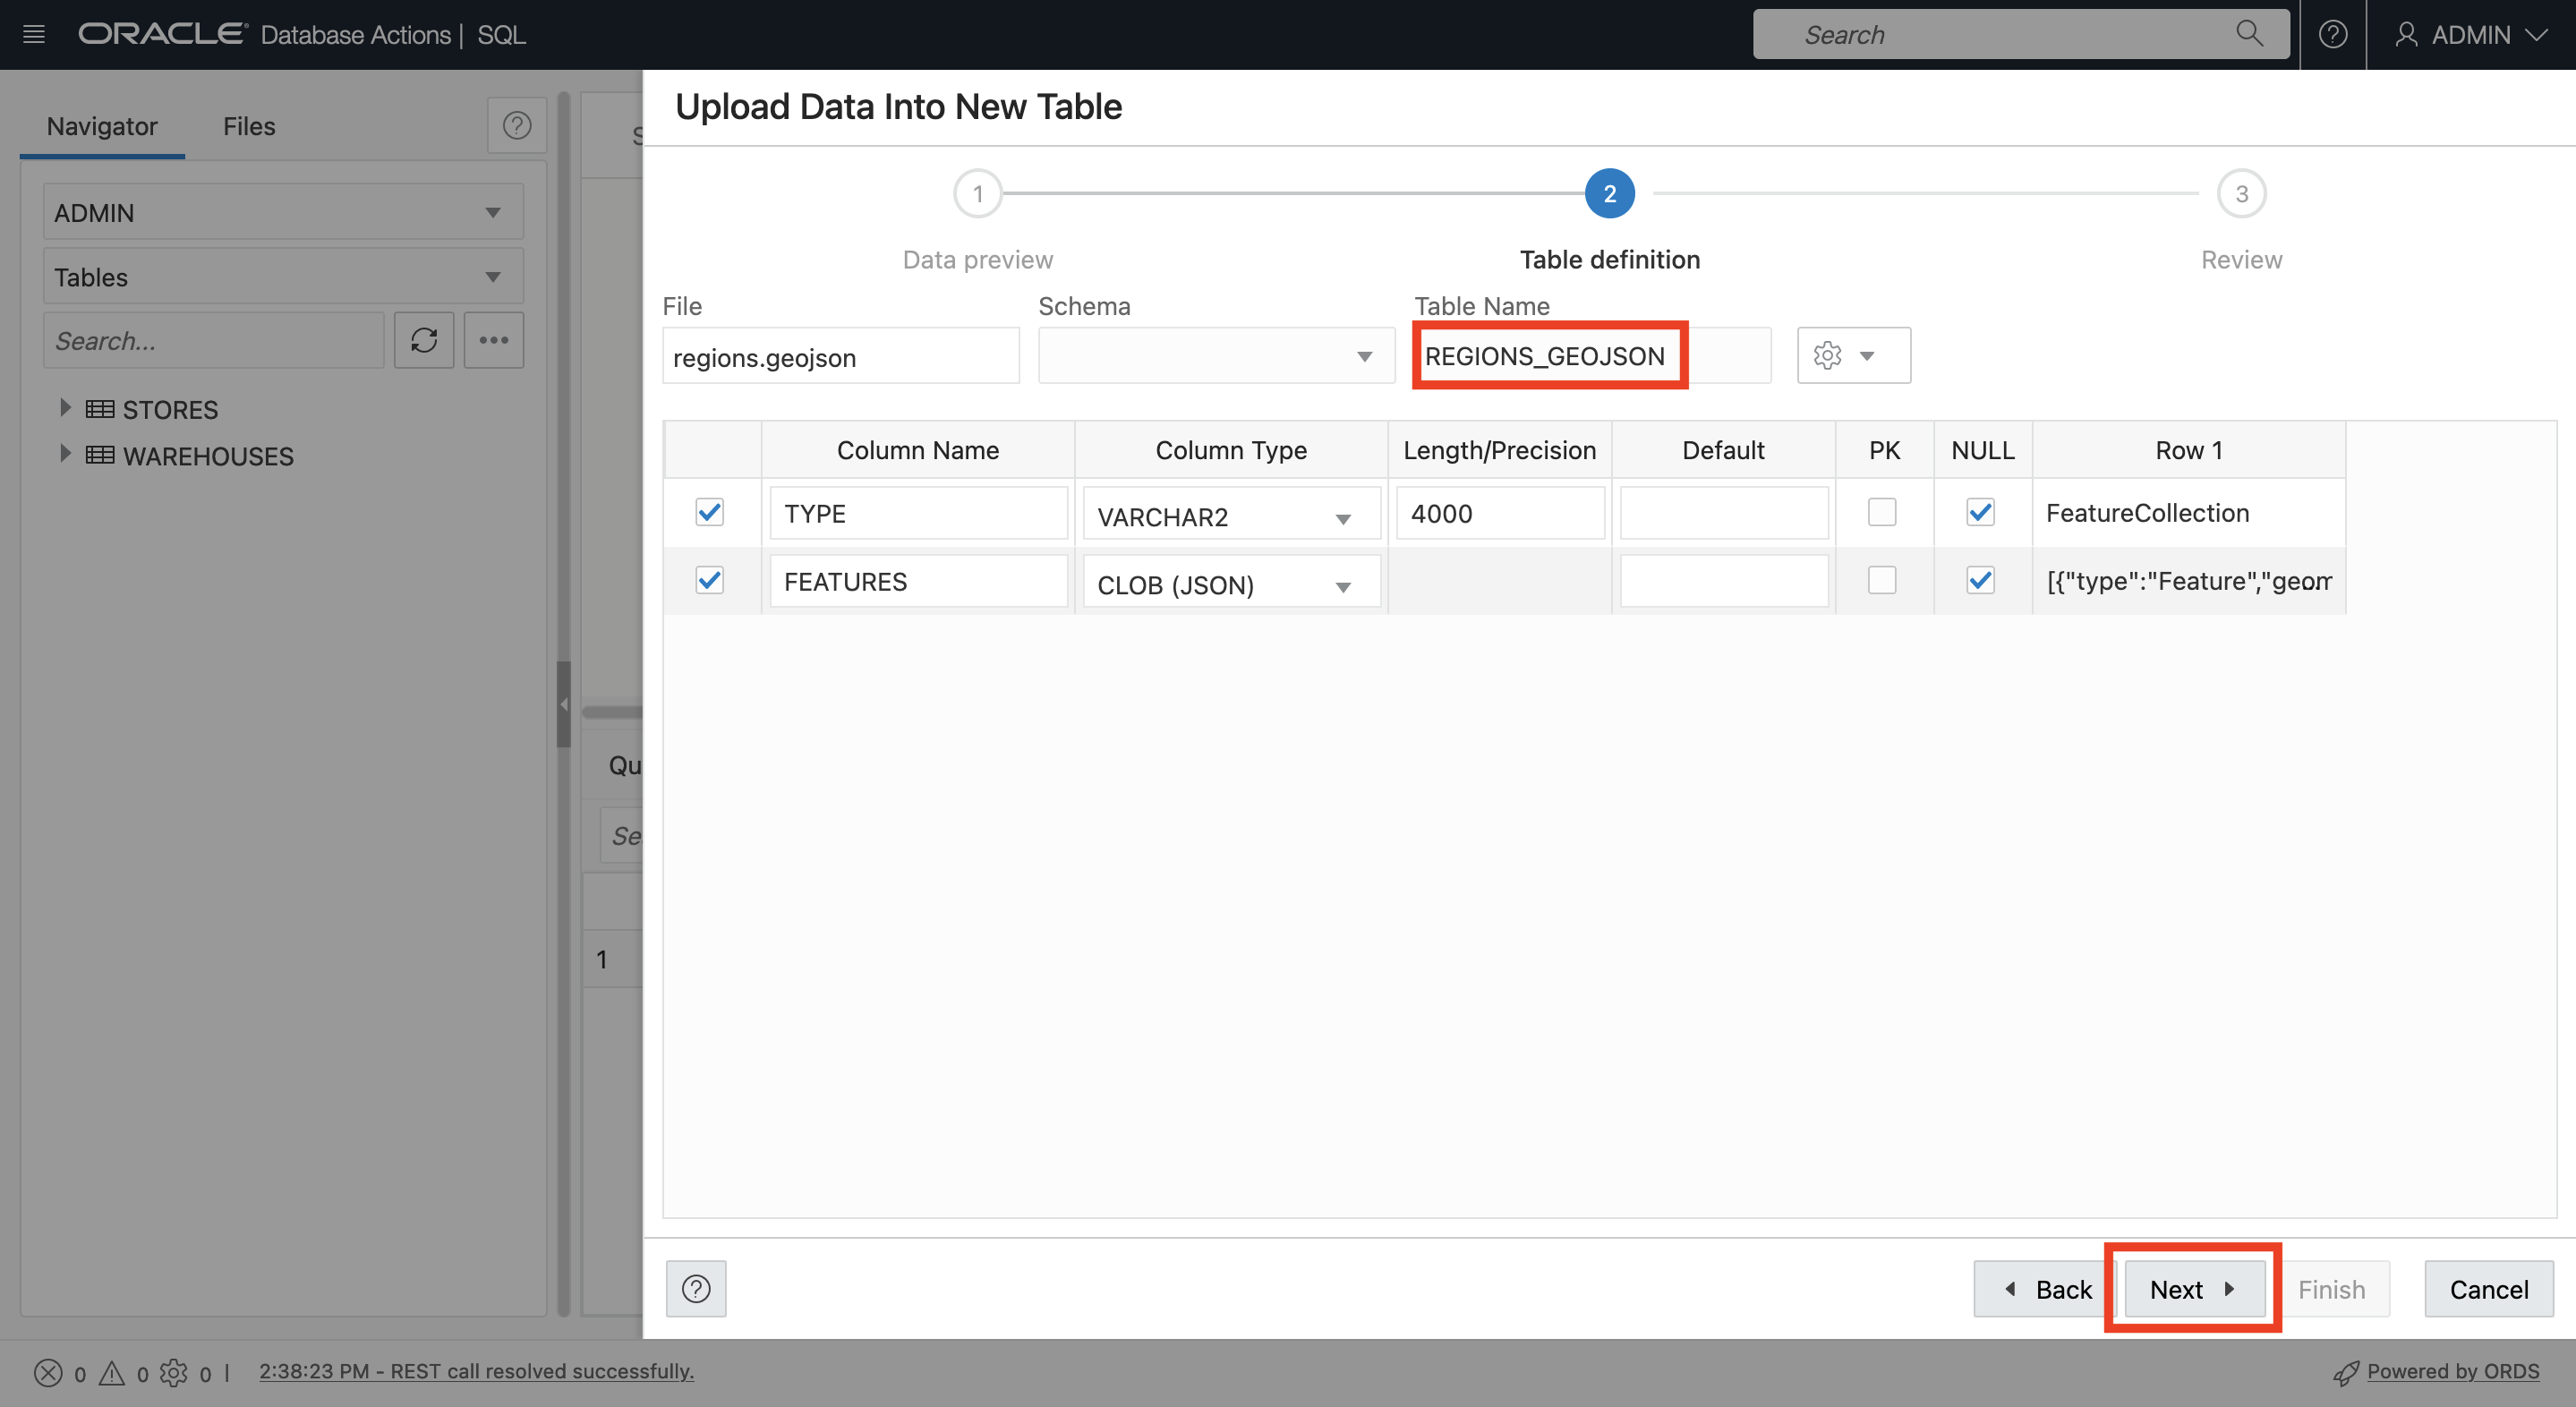 ORACLE® Database Actions | SQL
Search
ADMIN
Navigator
Files
ADMIN
Tables
Search...
STORES
WAREHOUSES
S
Qu
Se
1
Upload Data Into New Table
1
2
3
Data preview
Table definition
Review
File
Schema
Table Name
regions.geojson
REGIONS_GEOJSON
Column Name Column Type Length/Precision Default PK NULL Row 1
TYPE VARCHAR2 4000 FeatureCollection
FEATURES CLOB (JSON) [{"type":"Feature","geom...
Back
Next
Finish
Cancel
0 0 0 | 2:38:23 PM - REST call resolved successfully.
Powered by ORDS